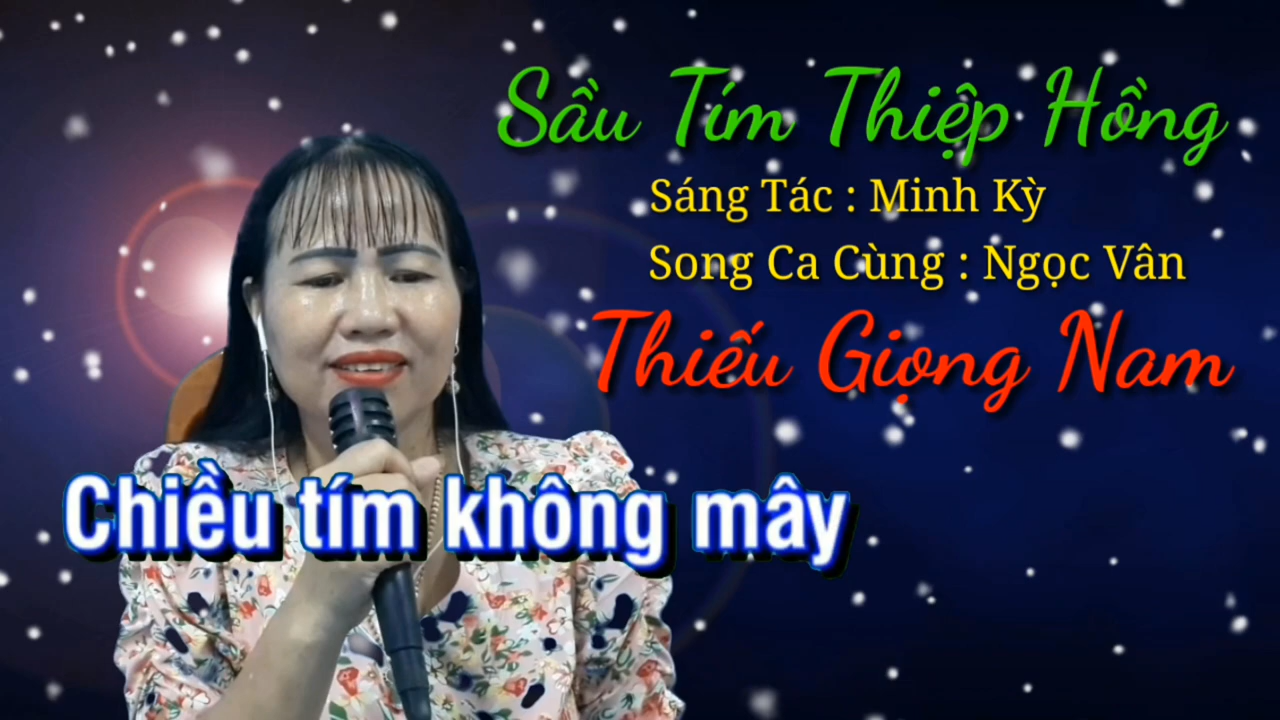 Sầu Tím Thiệp Hồng
Sáng Tác : Minh Kỳ
Song Ca Cùng : Ngọc Vân
Thiếu Giọng Nam
Chiều tím không mây